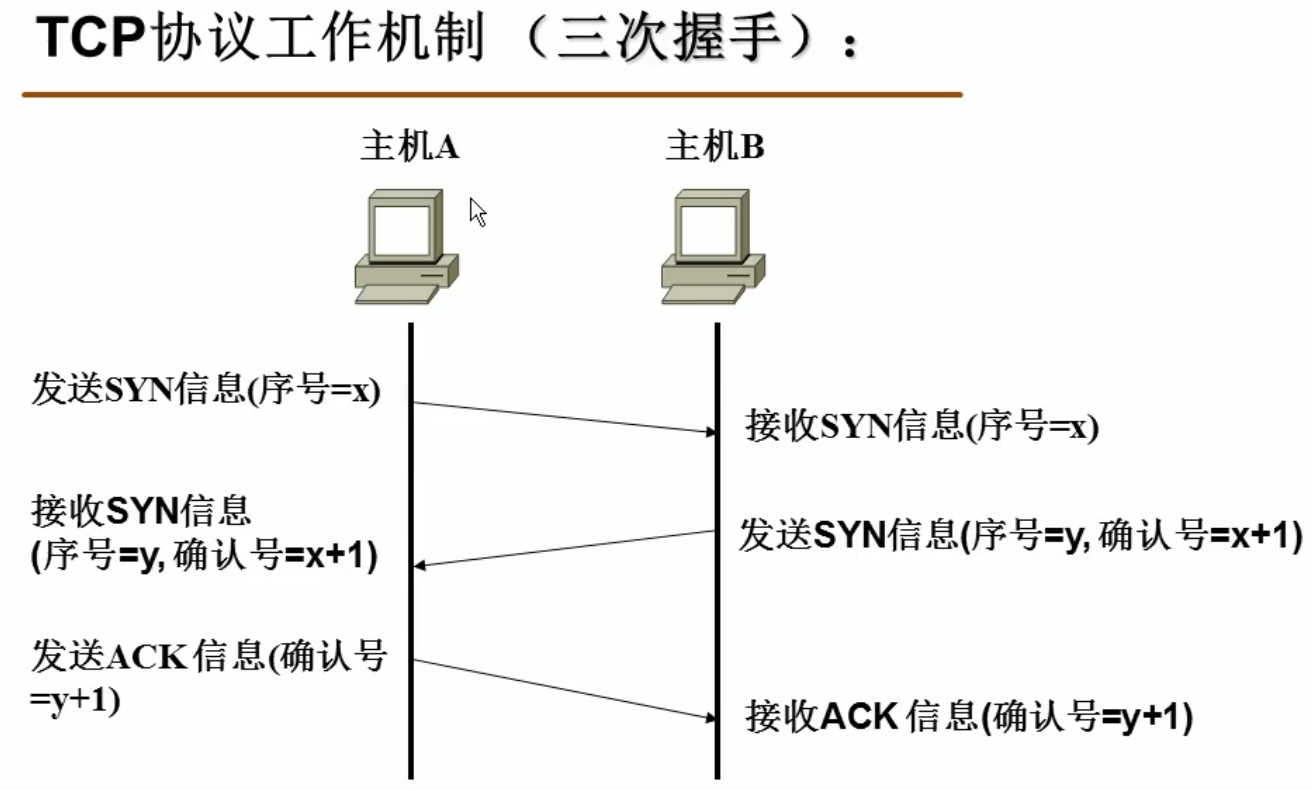 TCP协议工作机制（三次握手）：
主机A
主机B
发送SYN信息(序号=x)
接收SYN信息(序号=x)
接收SYN信息
(序号=y, 确认号=x+1)
发送SYN信息(序号=y, 确认号=x+1)
发送ACK信息(确认号
=y+1)
接收ACK信息(确认号=y+1)